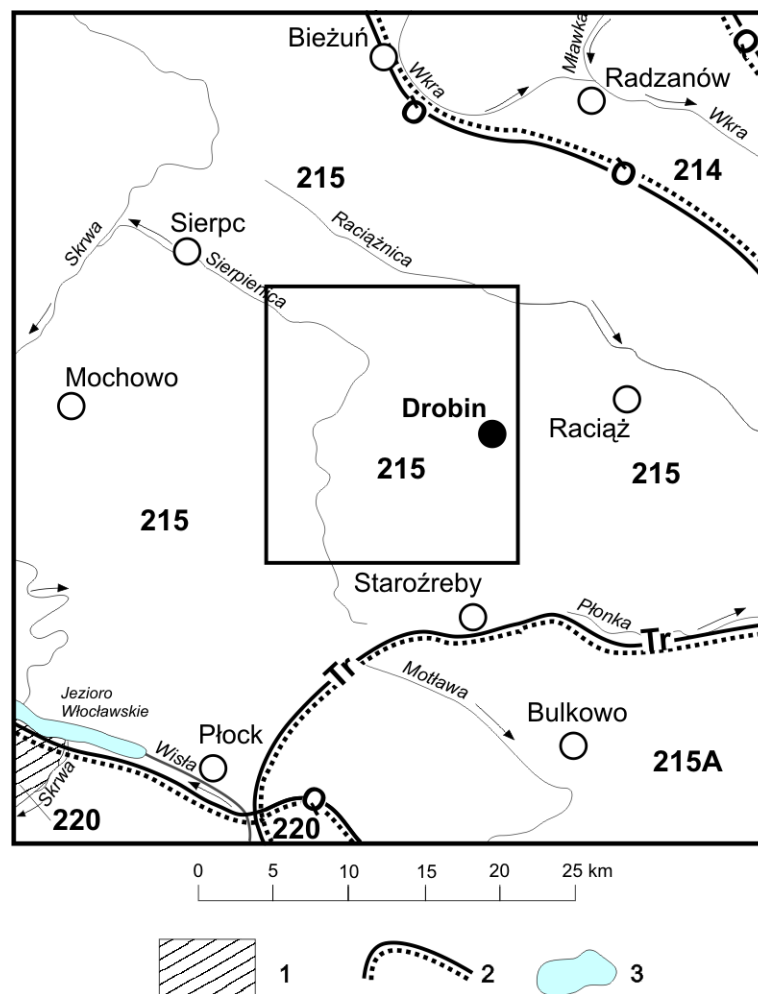 Bieżuń
Wkra
Mławka
Radzanów
Wkra
Q
Q
Q
214
215
Skrwa
Sierpc
Sierpienica
Raciążnica
Mochowo
Drobin
Raciąż
215
215
215
Staroźreby
Płonka
Tr
Tr
Motława
Jezioro
Włocławskie
Płock
Wisła
Bulkowo
215A
Skrwa
220
Q
220
0 5 10 15 20 25 km
1 2 3